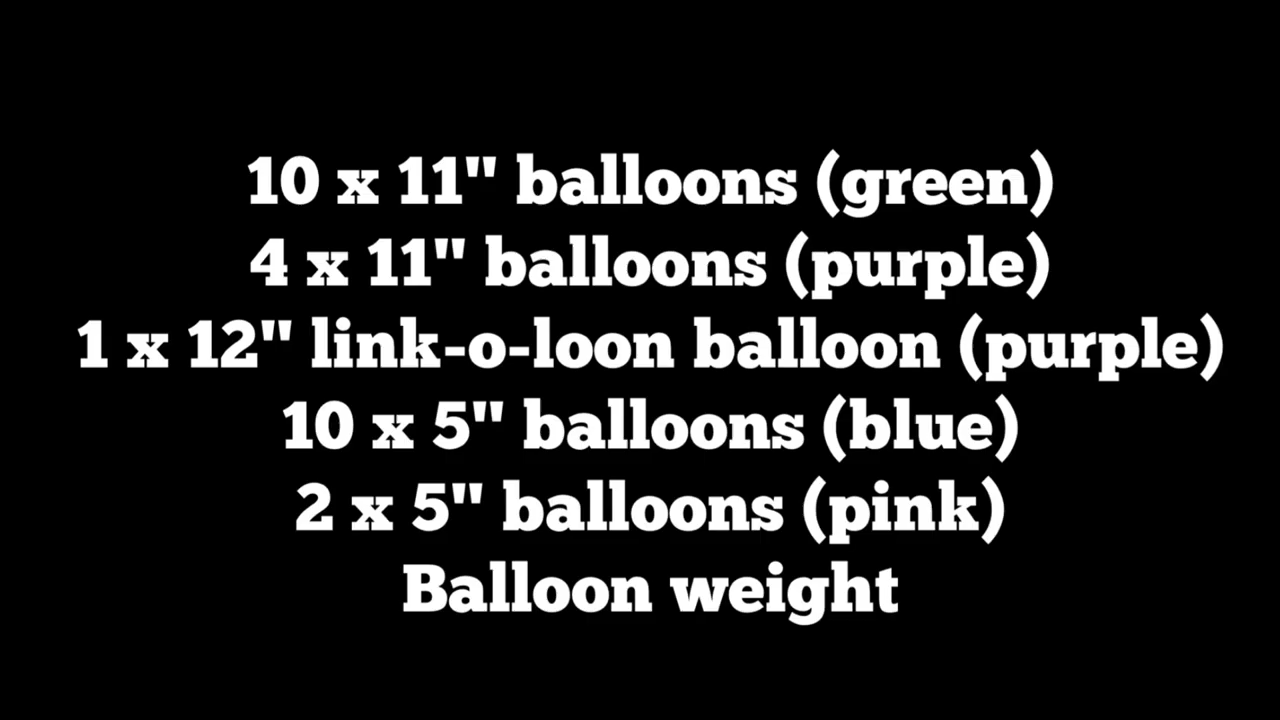 10 x 11" balloons (green)
4 x 11" balloons (purple)
1 x 12" link-o-loon balloon (purple)
10 x 5" balloons (blue)
2 x 5" balloons (pink)
Balloon weight